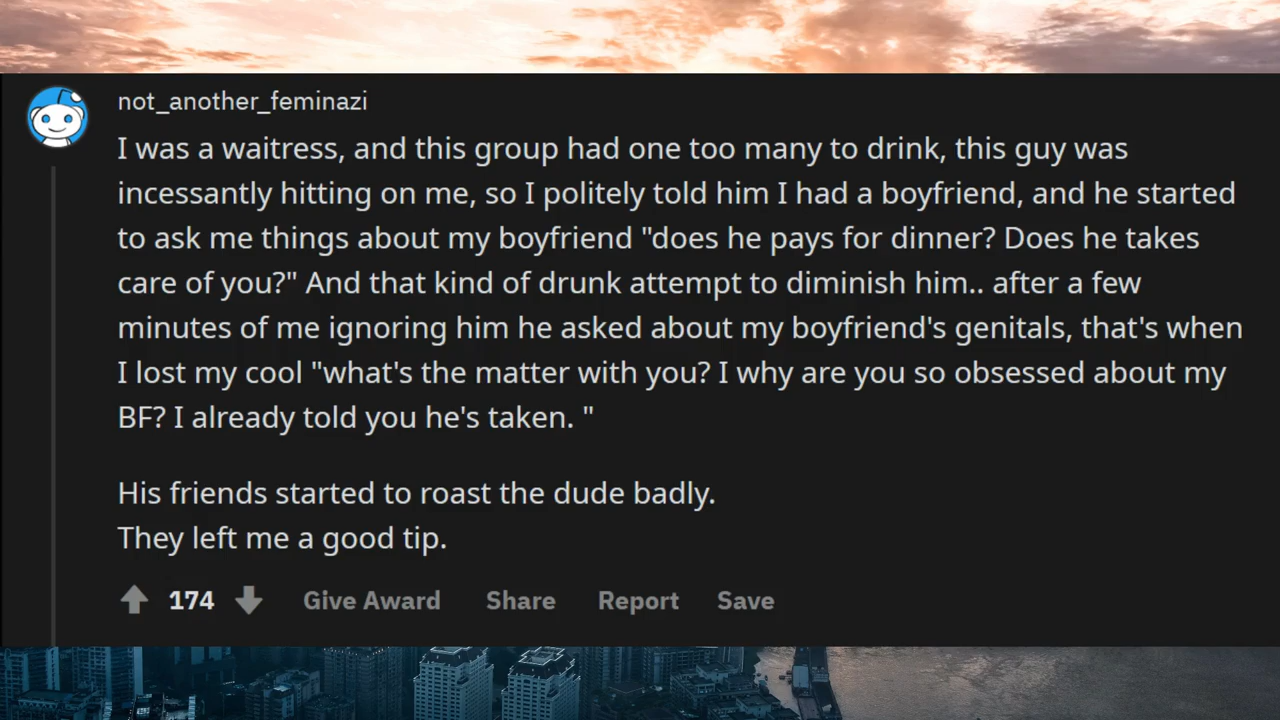 not_another_feminazi
I was a waitress, and this group had one too many to drink, this guy was
incessantly hitting on me, so I politely told him I had a boyfriend, and he started
to ask me things about my boyfriend "does he pays for dinner? Does he takes
care of you?" And that kind of drunk attempt to diminish him.. after a few
minutes of me ignoring him he asked about my boyfriend's genitals, that's when
I lost my cool "what's the matter with you? I why are you so obsessed about my
BF? I already told you he's taken. "
His friends started to roast the dude badly.
They left me a good tip.
174 Give Award Share Report Save